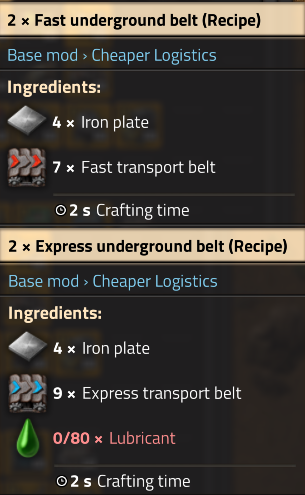 2 × Fast underground belt (Recipe)
Base mod › Cheaper Logistics
Ingredients:
4 × Iron plate
7 × Fast transport belt
2 s Crafting time
2 × Express underground belt (Recipe)
Base mod › Cheaper Logistics
Ingredients:
4 × Iron plate
9 × Express transport belt
0/80 × Lubricant
2 s Crafting time